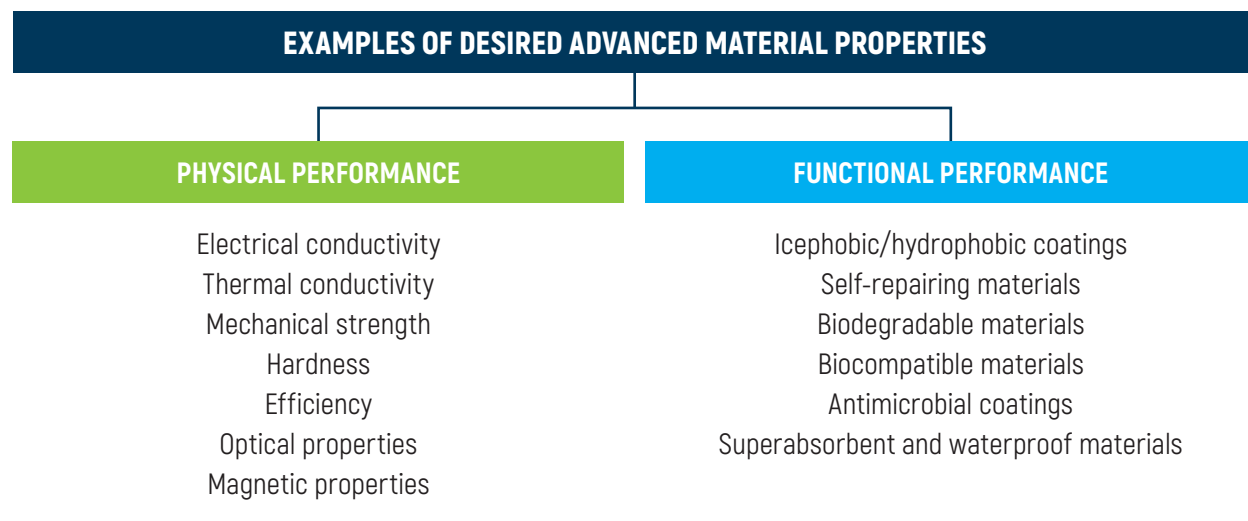 EXAMPLES OF DESIRED ADVANCED MATERIAL PROPERTIES
PHYSICAL PERFORMANCE
Electrical conductivity
Thermal conductivity
Mechanical strength
Hardness
Efficiency
Optical properties
Magnetic properties
FUNCTIONAL PERFORMANCE
Icephobic/hydrophobic coatings
Self-repairing materials
Biodegradable materials
Biocompatible materials
Antimicrobial coatings
Superabsorbent and waterproof materials